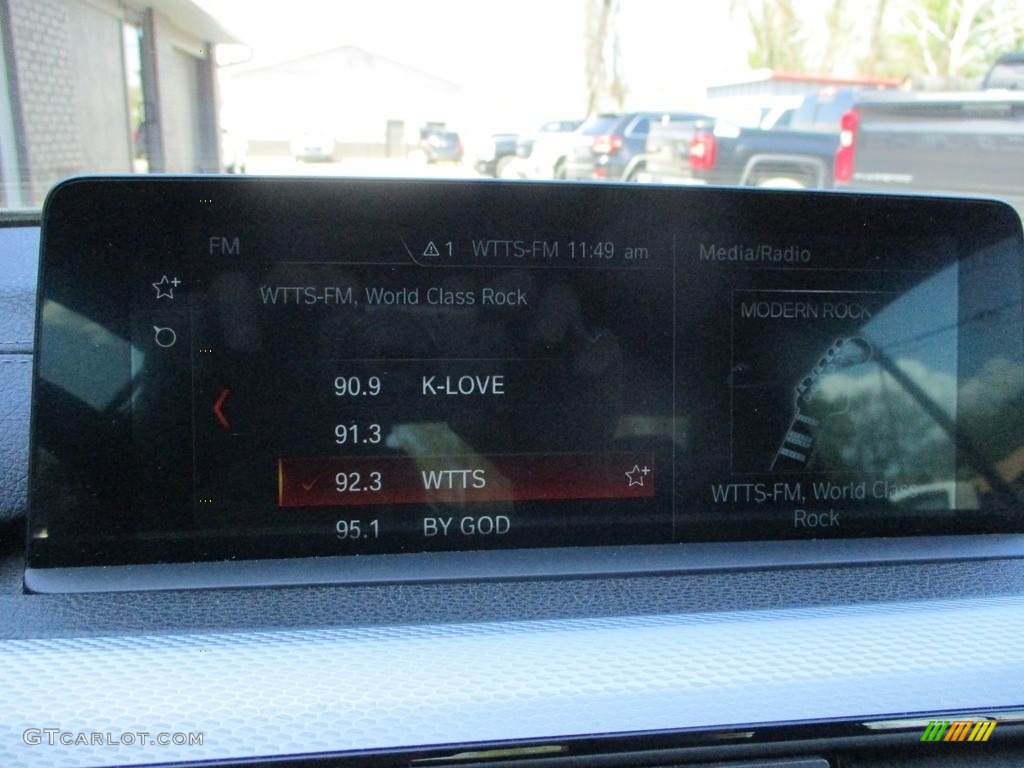 FM
1 WTTS-FM 11:49 am
Media/Radio
WTTS-FM, World Class Rock
MODERN ROCK
90.9 K-LOVE
91.3
92.3 WTTS
95.1 BY GOD
WTTS-FM, World Class
Rock
GTCARLOT.COM